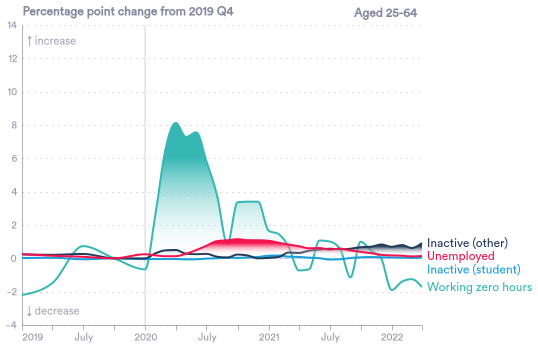 Percentage point change from 2019 Q4
Aged 25-64
14
↑ increase
12
10
8
6
4
2
0
−2
↓ decrease
−4
Inactive (other)
Unemployed
Inactive (student)
Working zero hours
2019 July 2020 July 2021 July 2022